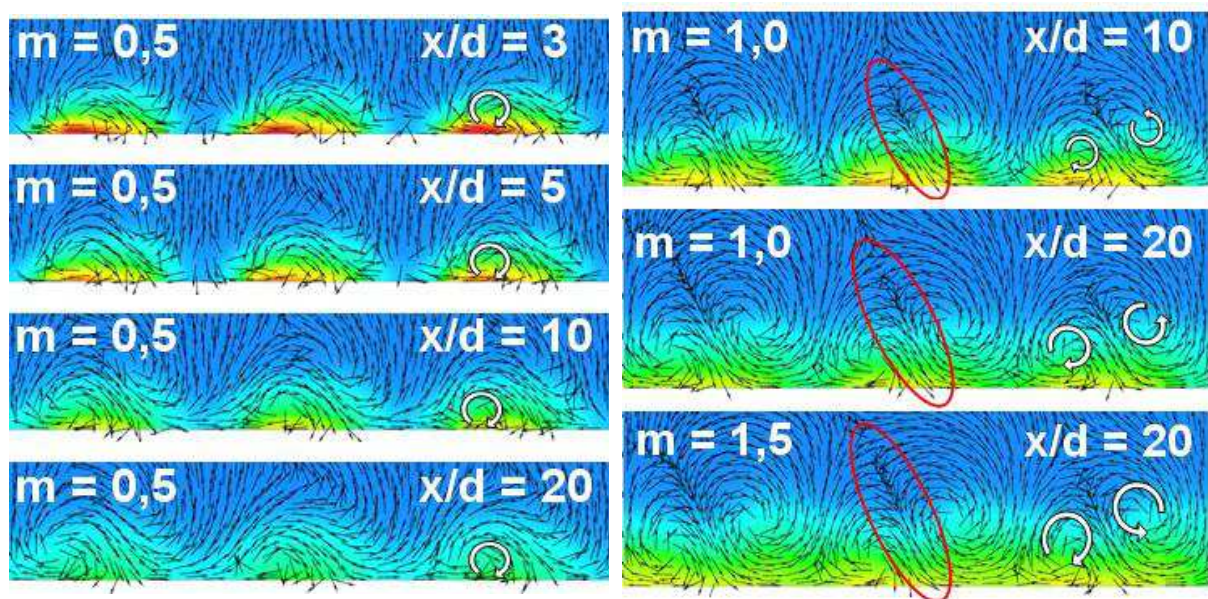 m = 0,5 x/d = 3
m = 0,5 x/d = 5
m = 0,5 x/d = 10
m = 0,5 x/d = 20
m = 1,0 x/d = 10
m = 1,0 x/d = 20
m = 1,5 x/d = 20